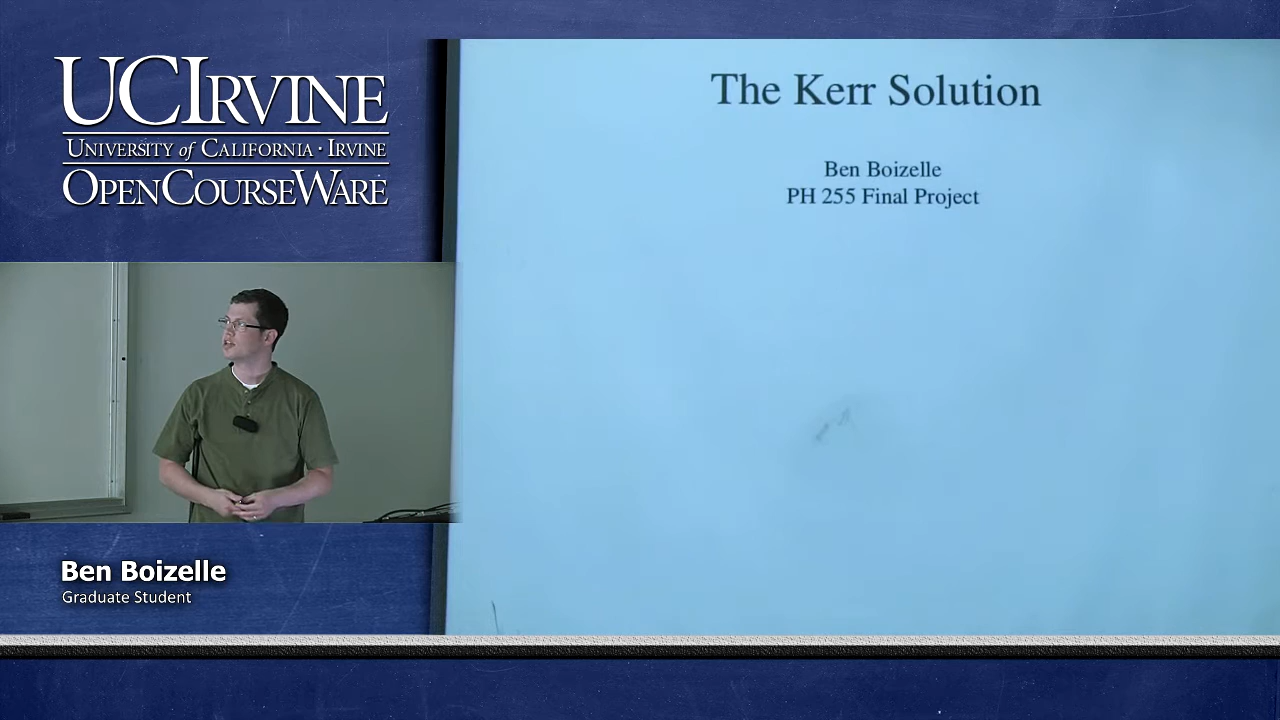 UCIRVINE
UNIVERSITY of CALIFORNIA · IRVINE
OPENCOURSEWARE
The Kerr Solution
Ben Boizelle
PH 255 Final Project
Ben Boizelle
Graduate Student